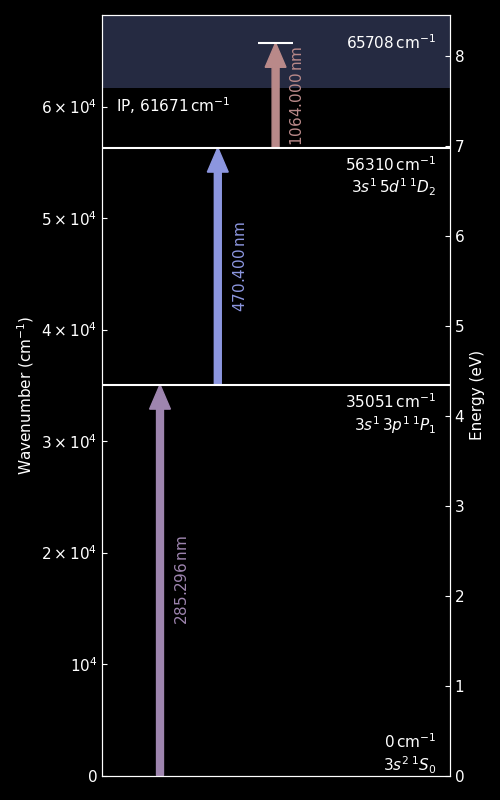 65708 cm⁻¹
8
1064.000 nm
6 × 10⁴
IP, 61671 cm⁻¹
7
56310 cm⁻¹
3s¹ 5d¹ ¹D₂
5 × 10⁴
6
470.400 nm
5
4 × 10⁴
Wavenumber (cm⁻¹)
Energy (eV)
35051 cm⁻¹
3s¹ 3p¹ ¹P₁
4
3 × 10⁴
3
285.296 nm
2 × 10⁴
2
10⁴
1
0 cm⁻¹
3s² ¹S₀
0
0